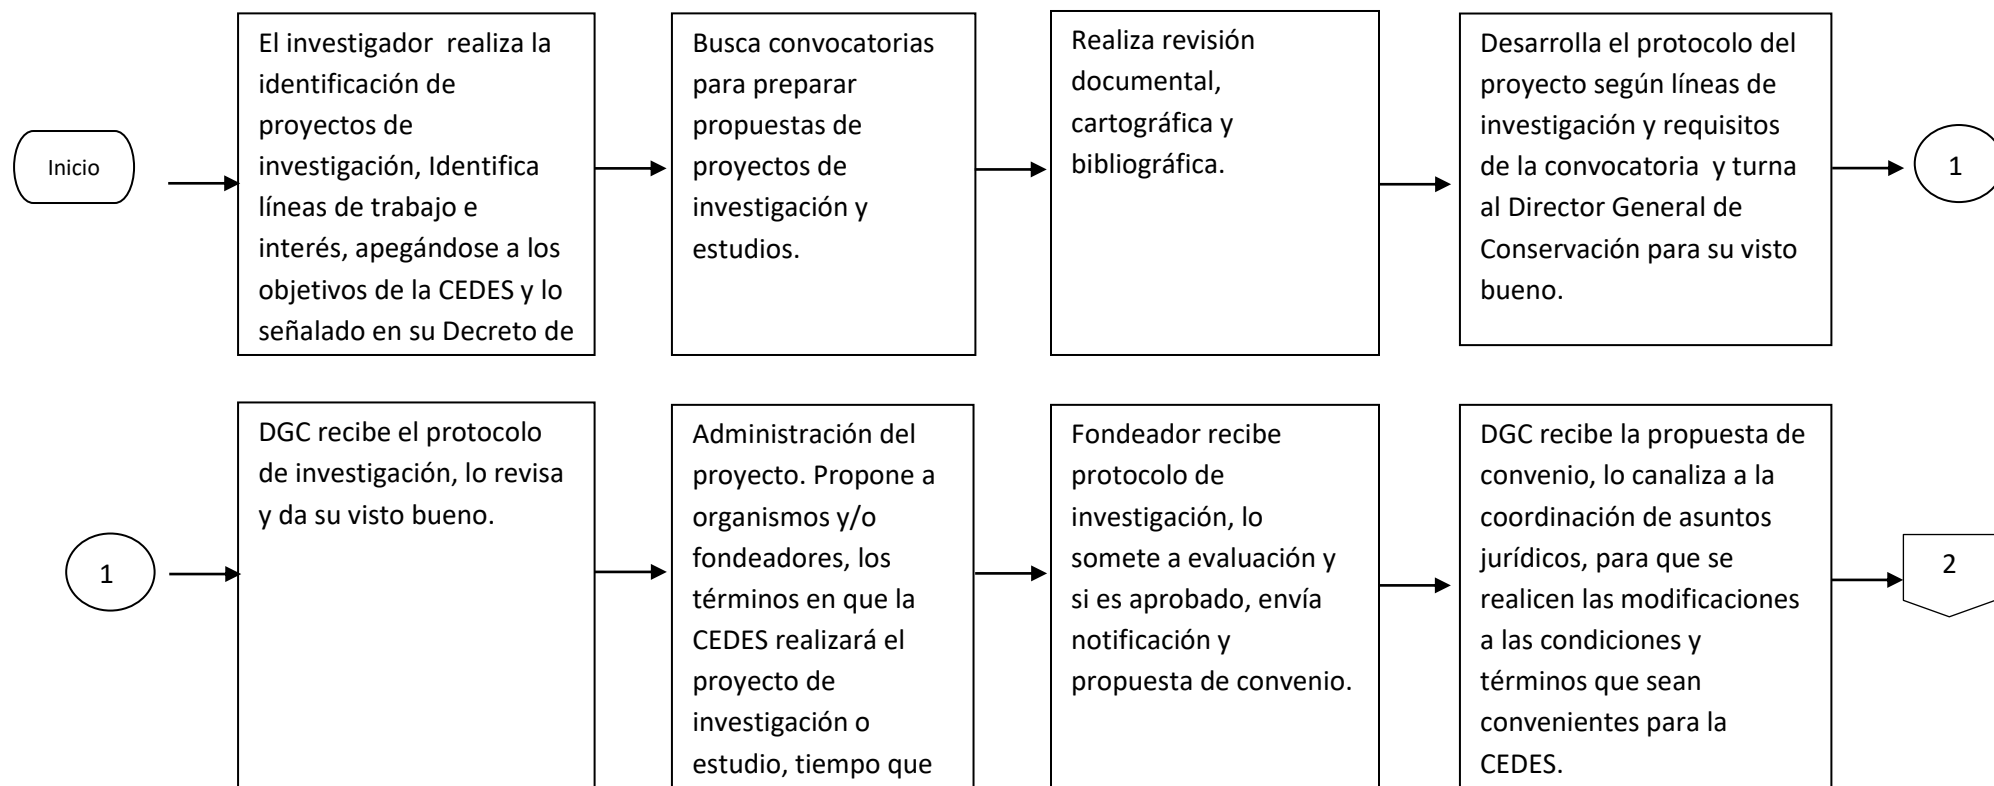 Inicio
El investigador  realiza la
identificación de
proyectos de
investigación, Identifica
líneas de trabajo e
interés, apegándose a los
objetivos de la CEDES y lo
señalado en su Decreto de
Busca convocatorias
para preparar
propuestas de
proyectos de
investigación y
estudios.
Realiza revisión
documental,
cartográfica y
bibliográfica.
Desarrolla el protocolo del
proyecto según líneas de
investigación y requisitos
de la convocatoria  y turna
al Director General de
Conservación para su visto
bueno.
1
1
DGC recibe el protocolo
de investigación, lo revisa
y da su visto bueno.
Administración del
proyecto. Propone a
organismos y/o
fondeadores, los
términos en que la
CEDES realizará el
proyecto de
investigación o
estudio, tiempo que
Fondeador recibe
protocolo de
investigación, lo
somete a evaluación y
si es aprobado, envía
notificación y
propuesta de convenio.
DGC recibe la propuesta de
convenio, lo canaliza a la
coordinación de asuntos
jurídicos, para que se
realicen las modificaciones
a las condiciones y
términos que sean
convenientes para la
CEDES.
2